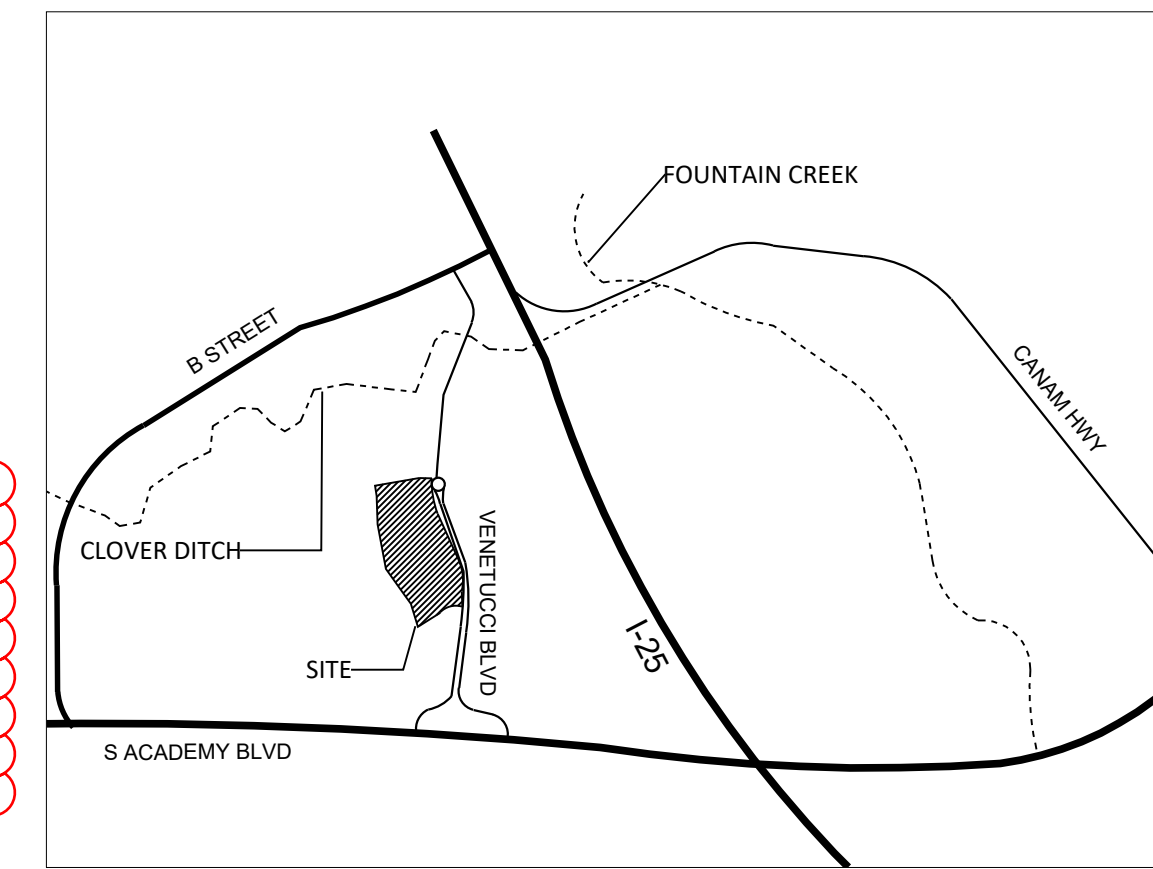 FOUNTAIN CREEK
B STREET
CANAM HWY
CLOVER DITCH
VENETUCCI BLVD
I-25
SITE
S ACADEMY BLVD